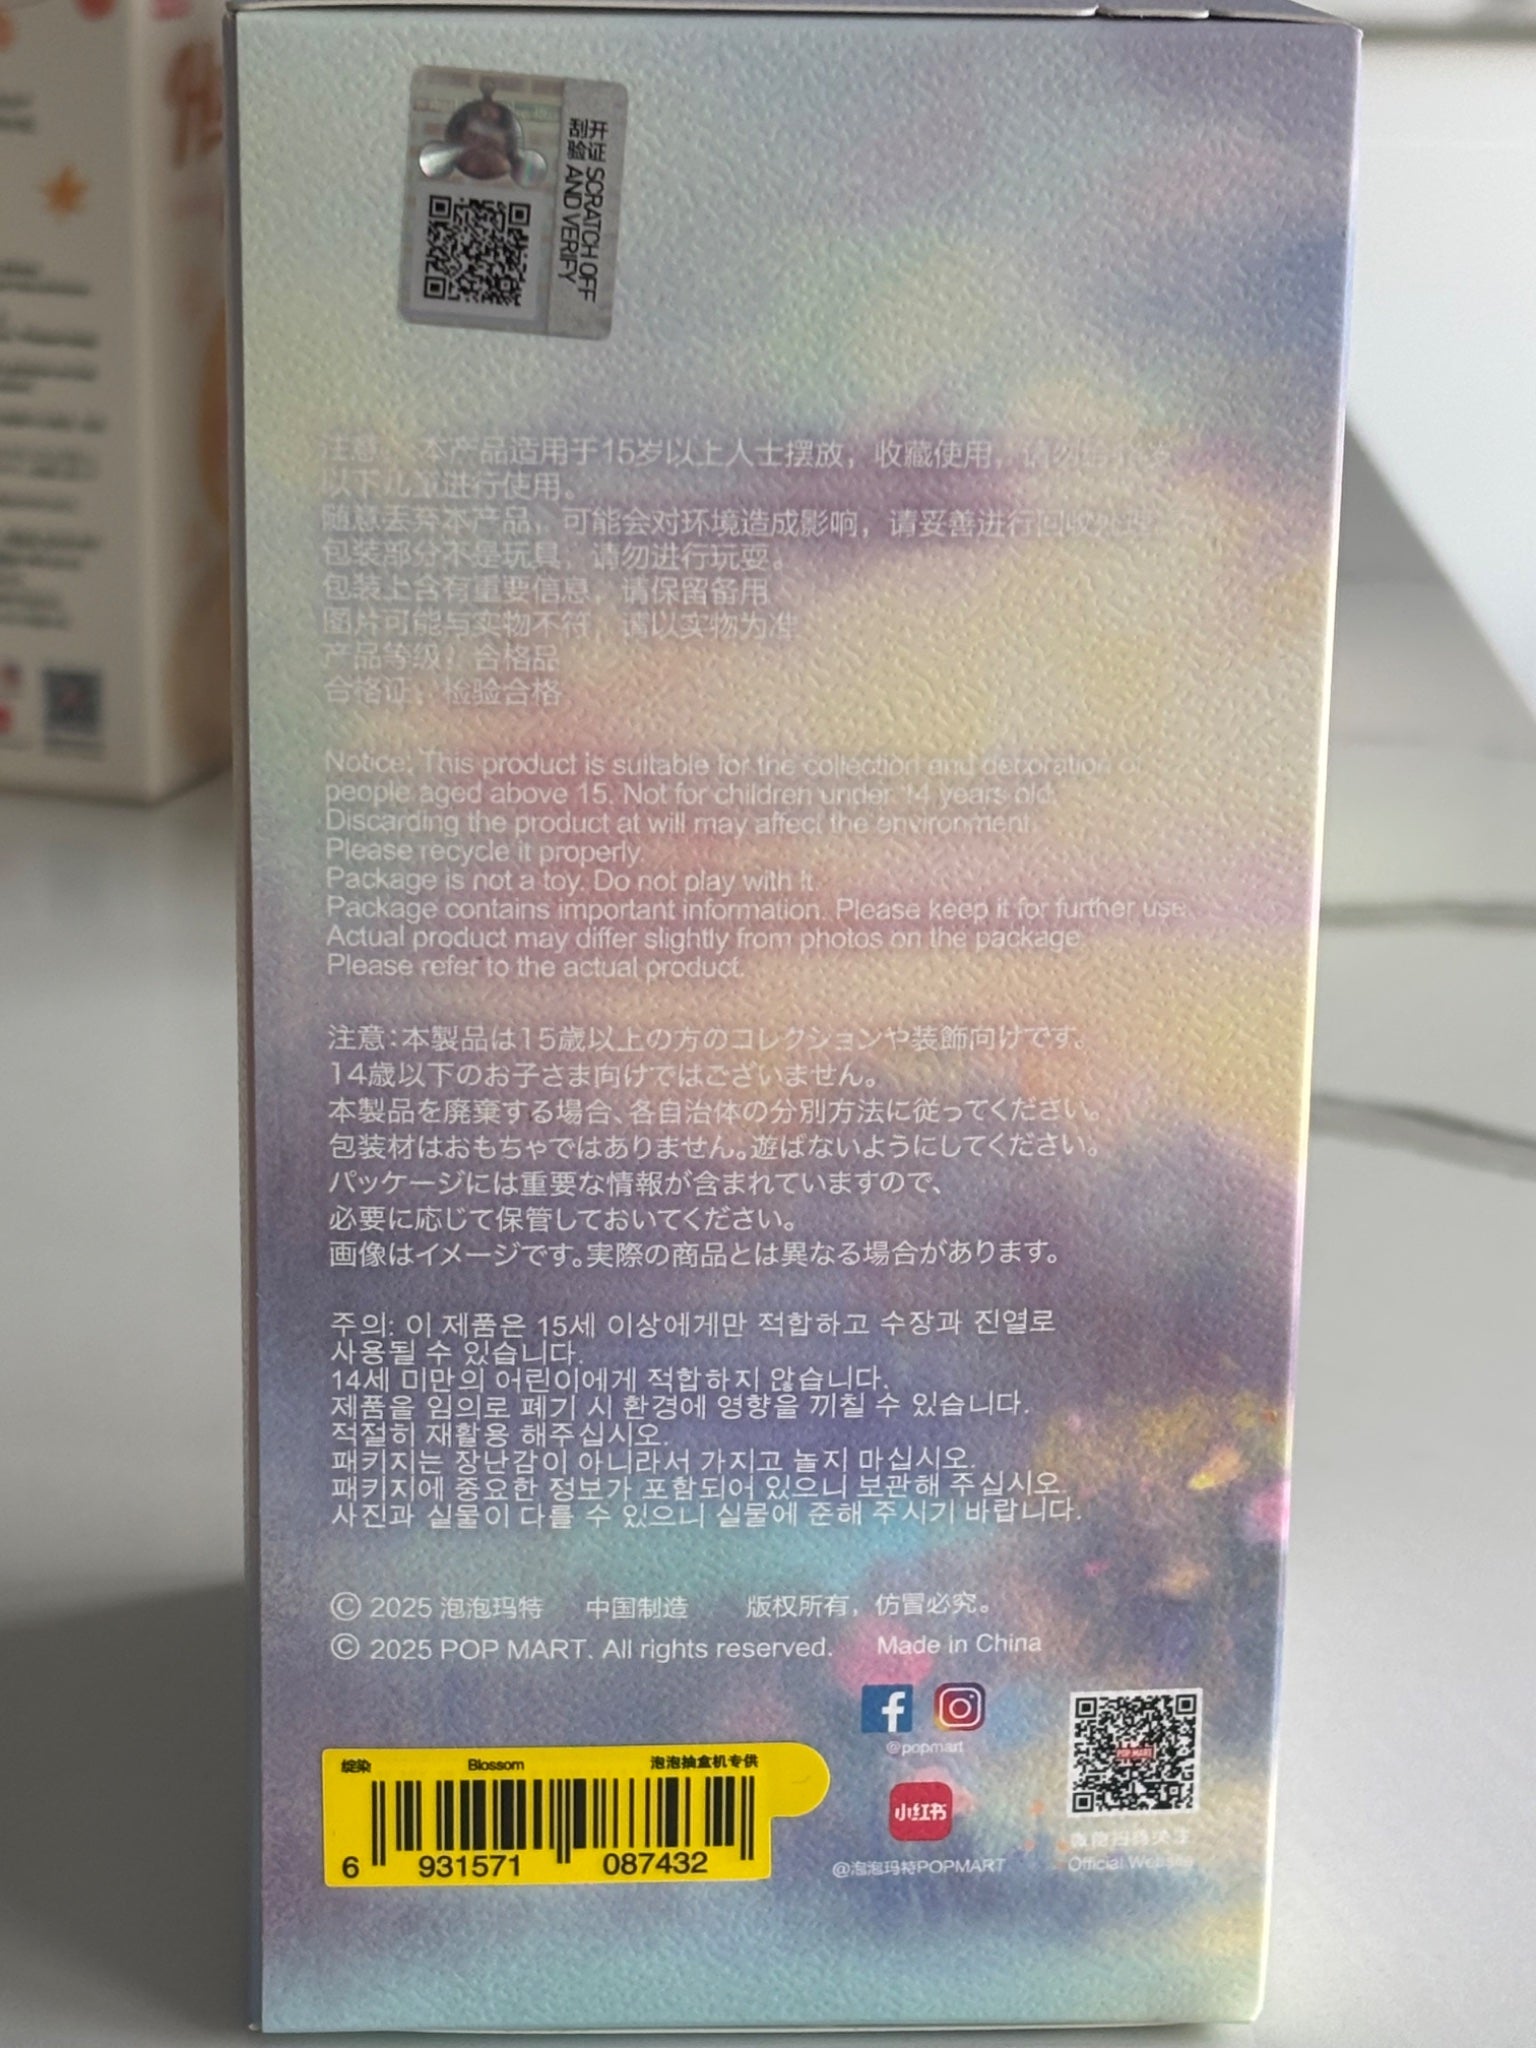 刮开
验证
SCRATCH OFF
AND VERIFY
注意：本产品适用于15岁以上人士摆放，收藏使用，请勿给
以下儿童进行使用。
随意丢弃本产品，可能会对环境造成影响，请妥善进行回收处理
包装部分不是玩具，请勿进行玩耍。
包装上含有重要信息，请保留备用
图片可能与实物不符，请以实物为准
产品等级：合格品
合格证：检验合格
Notice: This product is suitable for the collection and decoration of
people aged above 15. Not for children under 14 years old.
Discarding the product at will may affect the environment.
Please recycle it properly.
Package is not a toy. Do not play with it.
Package contains important information. Please keep it for further use.
Actual product may differ slightly from photos on the package.
Please refer to the actual product.
注意：本製品は15歳以上の方のコレクションや装飾向けです。
14歳以下のお子さま向けではございません。
本製品を廃棄する場合、各自治体の分別方法に従ってください。
包装材はおもちゃではありません。遊ばないようにしてください。
パッケージには重要な情報が含まれていますので、
必要に応じて保管しておいてください。
画像はイメージです。実際の商品とは異なる場合があります。
주의: 이 제품은 15세 이상에게만 적합하고 수장과 진열로
사용될 수 있습니다.
14세 미만의 어린이에게 적합하지 않습니다.
제품을 임의로 폐기 시 환경에 영향을 끼칠 수 있습니다.
적절히 재활용 해주십시오.
패키지는 장난감이 아니라서 가지고 놀지 마십시오.
패키지에 중요한 정보가 포함되어 있으니 보관해 주십시오.
사진과 실물이 다를 수 있으니 실물에 준해 주시기 바랍니다.
© 2025 泡泡玛特 中国制造 版权所有，仿冒必究。
© 2025 POP MART. All rights reserved. Made in China
@popmart
小红书
@泡泡玛特POPMART
POP MART
微信扫码关注
Official Website
绽染 Blossom 泡泡抽盒机专供
6 931571 087432